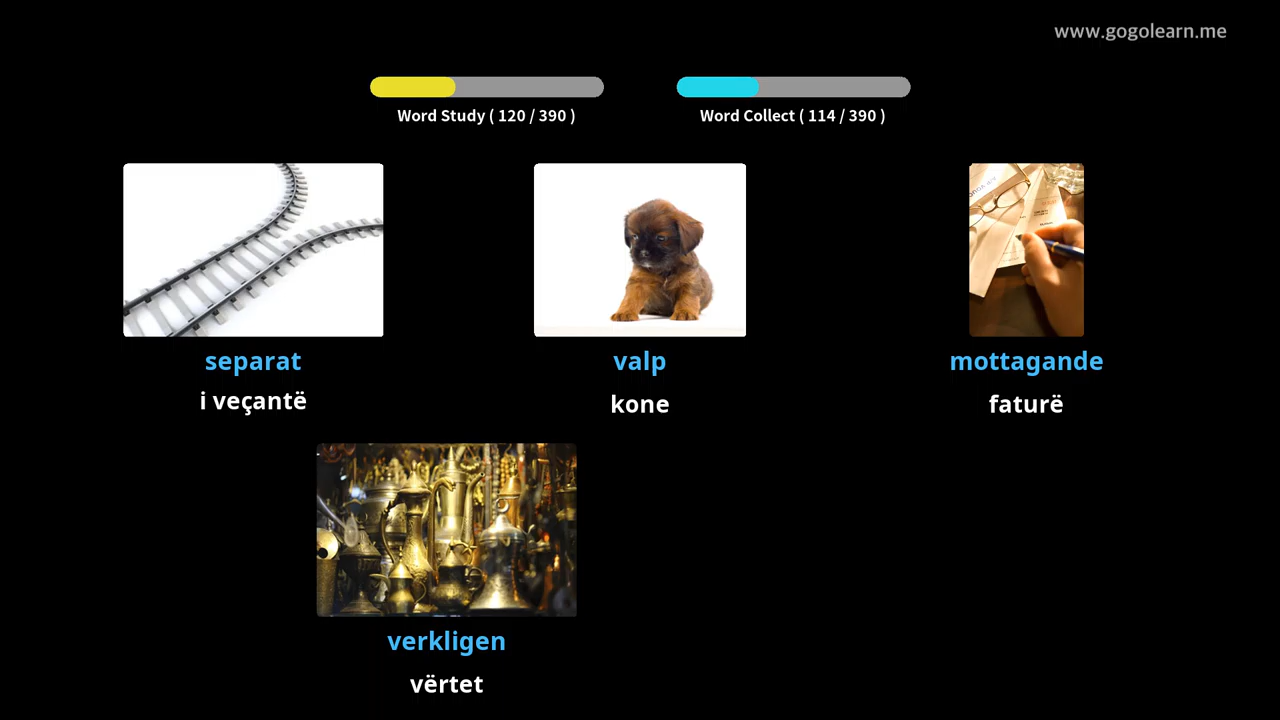 www.gogolearn.me
Word Study ( 120 / 390 )
Word Collect ( 114 / 390 )
separat
valp
mottagande
i veçantë
kone
faturë
verkligen
vërtet